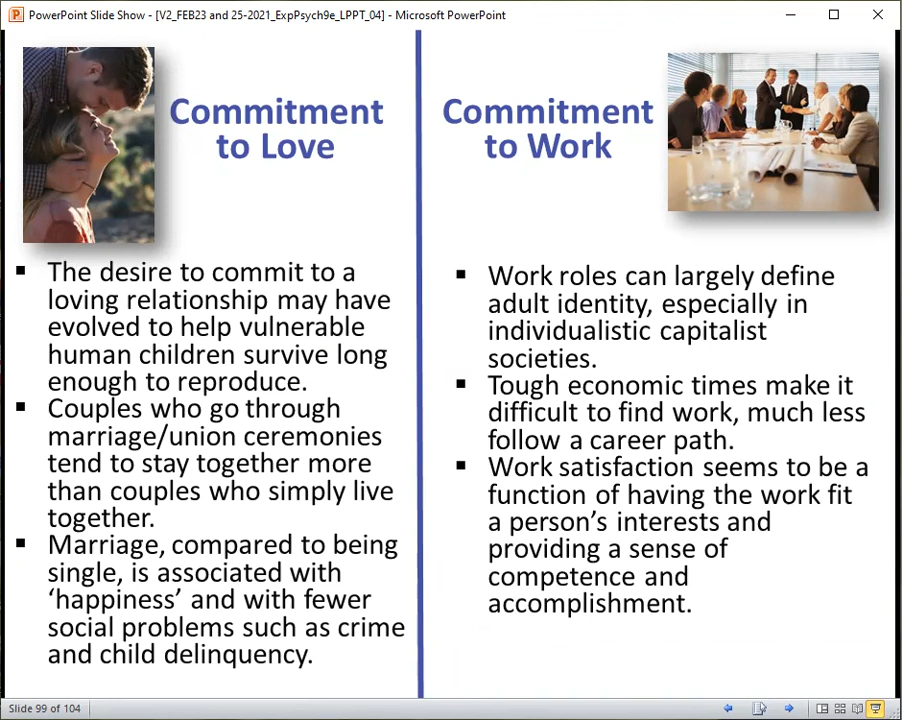 PowerPoint Slide Show - [V2_FEB23 and 25-2021_ExpPsych9e_LPPT_04] - Microsoft PowerPoint
Commitment
to Love
▪ The desire to commit to a
loving relationship may have
evolved to help vulnerable
human children survive long
enough to reproduce.
▪ Couples who go through
marriage/union ceremonies
tend to stay together more
than couples who simply live
together.
▪ Marriage, compared to being
single, is associated with
‘happiness’ and with fewer
social problems such as crime
and child delinquency.
Commitment
to Work
▪ Work roles can largely define
adult identity, especially in
individualistic capitalist
societies.
▪ Tough economic times make it
difficult to find work, much less
follow a career path.
▪ Work satisfaction seems to be a
function of having the work fit
a person’s interests and
providing a sense of
competence and
accomplishment.
Slide 99 of 104